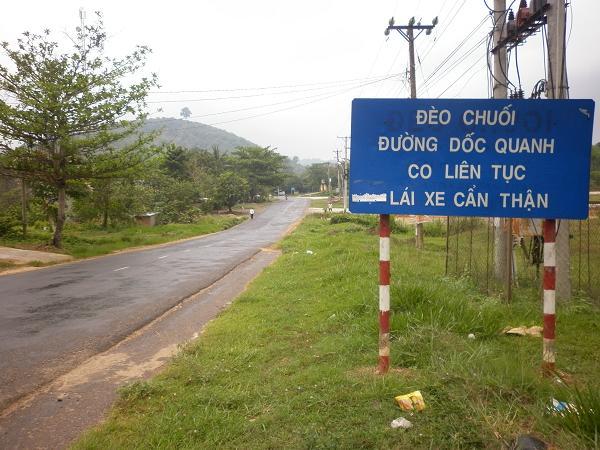 ĐÈO CHUỐI
ĐƯỜNG DỐC QUANH
CO LIÊN TỤC
LÁI XE CẨN THẬN